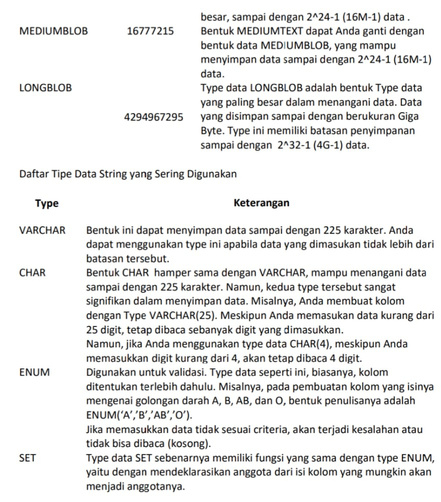 besar, sampai dengan 2^24-1 (16M-1) data .
MEDIUMBLOB 16777215 Bentuk MEDIUMTEXT dapat Anda ganti dengan
bentuk data MEDIUMBLOB, yang mampu
menyimpan data sampai dengan 2^24-1 (16M-1)
data.
LONGBLOB Type data LONGBLOB adalah bentuk Type data
yang paling besar dalam menangani data. Data
4294967295 yang disimpan sampai dengan berukuran Giga
Byte. Type ini memiliki batasan penyimpanan
sampai dengan 2^32-1 (4G-1) data.
Daftar Tipe Data String yang Sering Digunakan
Type Keterangan
VARCHAR Bentuk ini dapat menyimpan data sampai dengan 225 karakter. Anda
dapat menggunakan type ini apabila data yang dimasukan tidak lebih dari
batasan tersebut.
CHAR Bentuk CHAR hamper sama dengan VARCHAR, mampu menangani data
sampai dengan 225 karakter. Namun, kedua type tersebut sangat
signifikan dalam menyimpan data. Misalnya, Anda membuat kolom
dengan Type VARCHAR(25). Meskipun Anda memasukan data kurang dari
25 digit, tetap dibaca sebanyak digit yang dimasukkan.
Namun, jika Anda menggunakan type data CHAR(4), meskipun Anda
memasukkan digit kurang dari 4, akan tetap dibaca 4 digit.
ENUM Digunakan untuk validasi. Type data seperti ini, biasanya, kolom
ditentukan terlebih dahulu. Misalnya, pada pembuatan kolom yang isinya
mengenai golongan darah A, B, AB, dan O, bentuk penulisanya adalah
ENUM('A','B','AB','O').
Jika memasukkan data tidak sesuai criteria, akan terjadi kesalahan atau
tidak bisa dibaca (kosong).
SET Type data SET sebenarnya memiliki fungsi yang sama dengan type ENUM,
yaitu dengan mendeklarasikan anggota dari isi kolom yang mungkin akan
menjadi anggotanya.